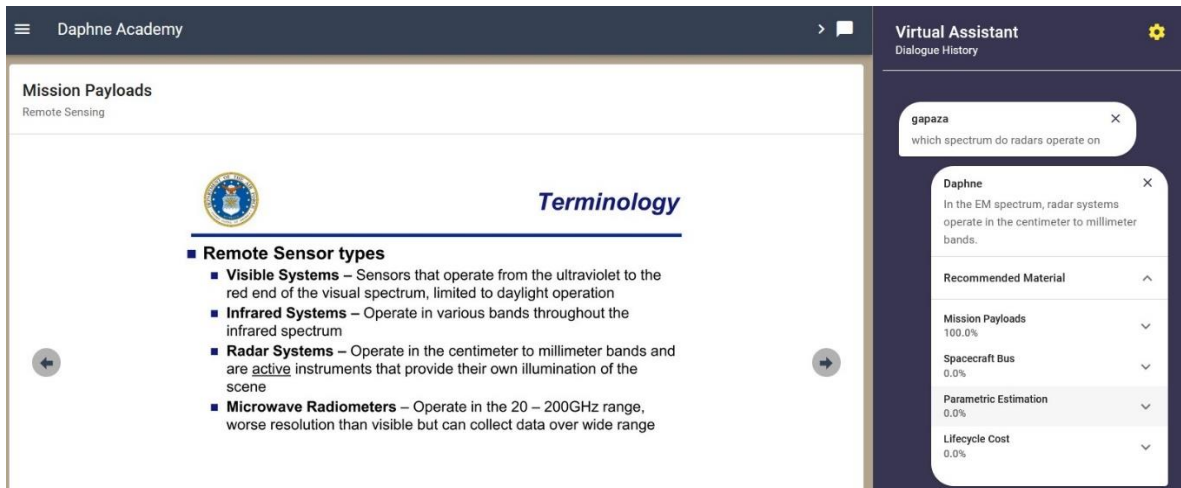 Daphne Academy
Mission Payloads
Remote Sensing
Terminology
Remote Sensor types
Visible Systems – Sensors that operate from the ultraviolet to the
red end of the visual spectrum, limited to daylight operation
Infrared Systems – Operate in various bands throughout the
infrared spectrum
Radar Systems – Operate in the centimeter to millimeter bands and
are active instruments that provide their own illumination of the
scene
Microwave Radiometers – Operate in the 20 – 200GHz range,
worse resolution than visible but can collect data over wide range
Virtual Assistant
Dialogue History
gapaza
which spectrum do radars operate on
Daphne
In the EM spectrum, radar systems
operate in the centimeter to millimeter
bands.
Recommended Material
Mission Payloads
100.0%
Spacecraft Bus
0.0%
Parametric Estimation
0.0%
Lifecycle Cost
0.0%